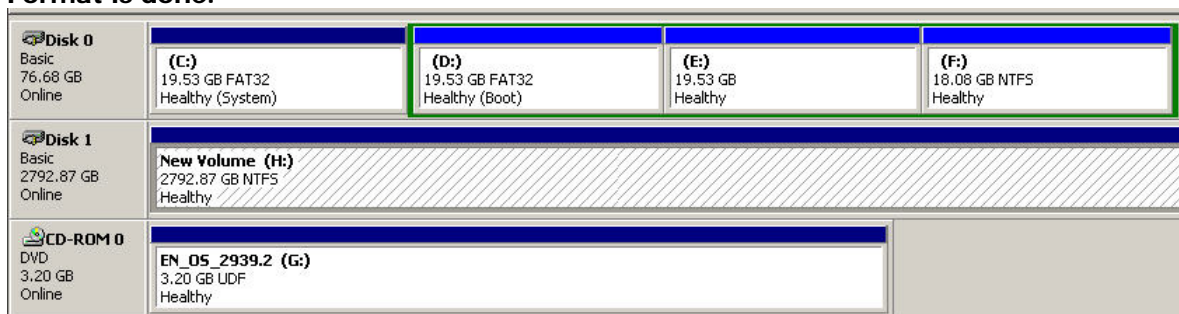 Format is done.
Disk 0
Basic
76.68 GB
Online
(C:)
19.53 GB FAT32
Healthy (System)
(D:)
19.53 GB FAT32
Healthy (Boot)
(E:)
19.53 GB
Healthy
(F:)
18.08 GB NTFS
Healthy
Disk 1
Basic
2792.87 GB
Online
New Volume (H:)
2792.87 GB NTFS
Healthy
CD-ROM 0
DVD
3.20 GB
Online
EN_OS_2939.2 (G:)
3.20 GB UDF
Healthy